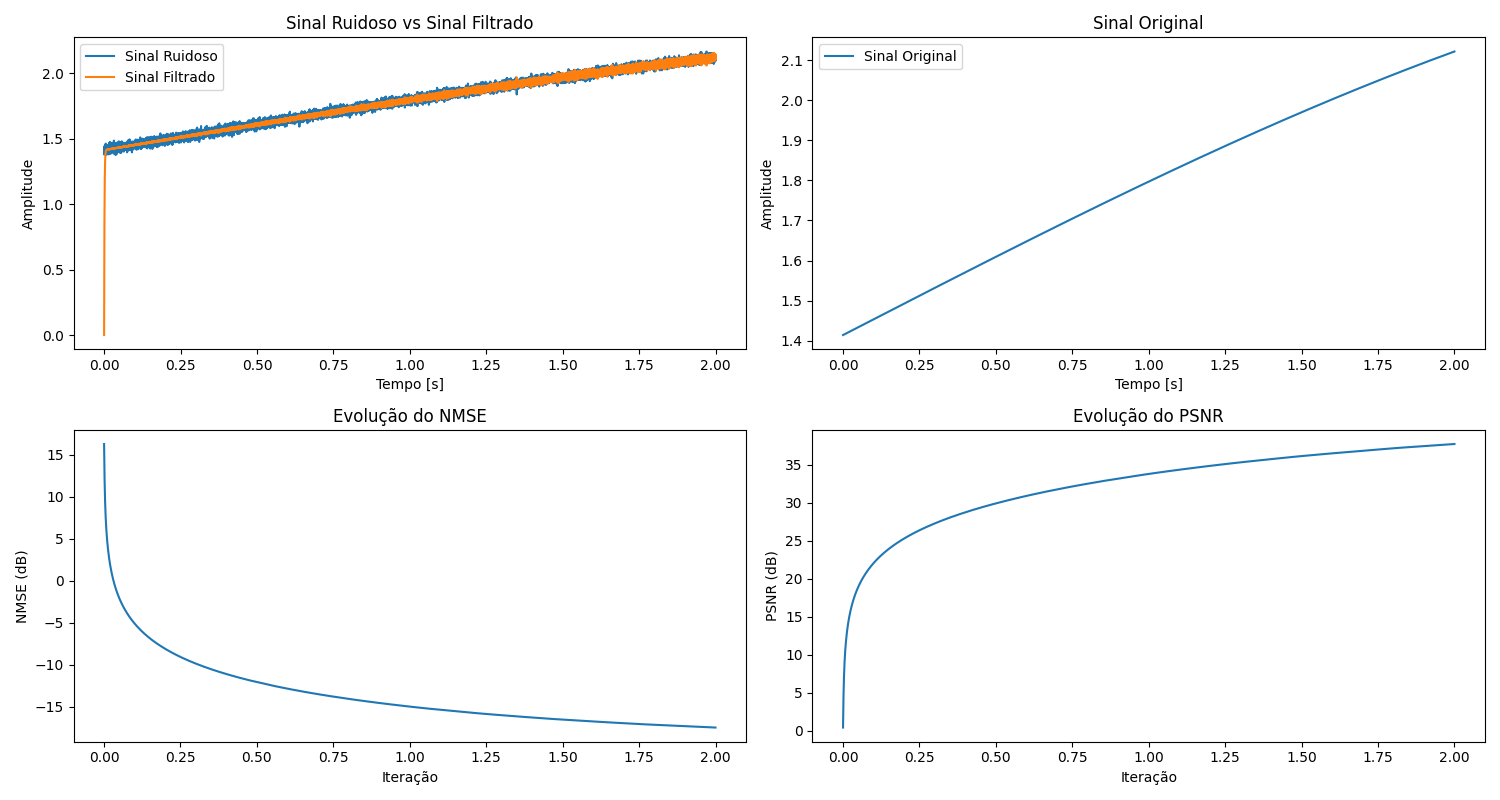 Sinal Ruidoso vs Sinal Filtrado
Sinal Ruidoso
Sinal Filtrado
2.0
1.5
1.0
0.5
0.0
Amplitude
0.00 0.25 0.50 0.75 1.00 1.25 1.50 1.75 2.00
Tempo [s]
Sinal Original
Sinal Original
2.1
2.0
1.9
1.8
1.7
1.6
1.5
1.4
Amplitude
0.00 0.25 0.50 0.75 1.00 1.25 1.50 1.75 2.00
Tempo [s]
Evolução do NMSE
15
10
5
0
−5
−10
−15
NMSE (dB)
0.00 0.25 0.50 0.75 1.00 1.25 1.50 1.75 2.00
Iteração
Evolução do PSNR
35
30
25
20
15
10
5
0
PSNR (dB)
0.00 0.25 0.50 0.75 1.00 1.25 1.50 1.75 2.00
Iteração